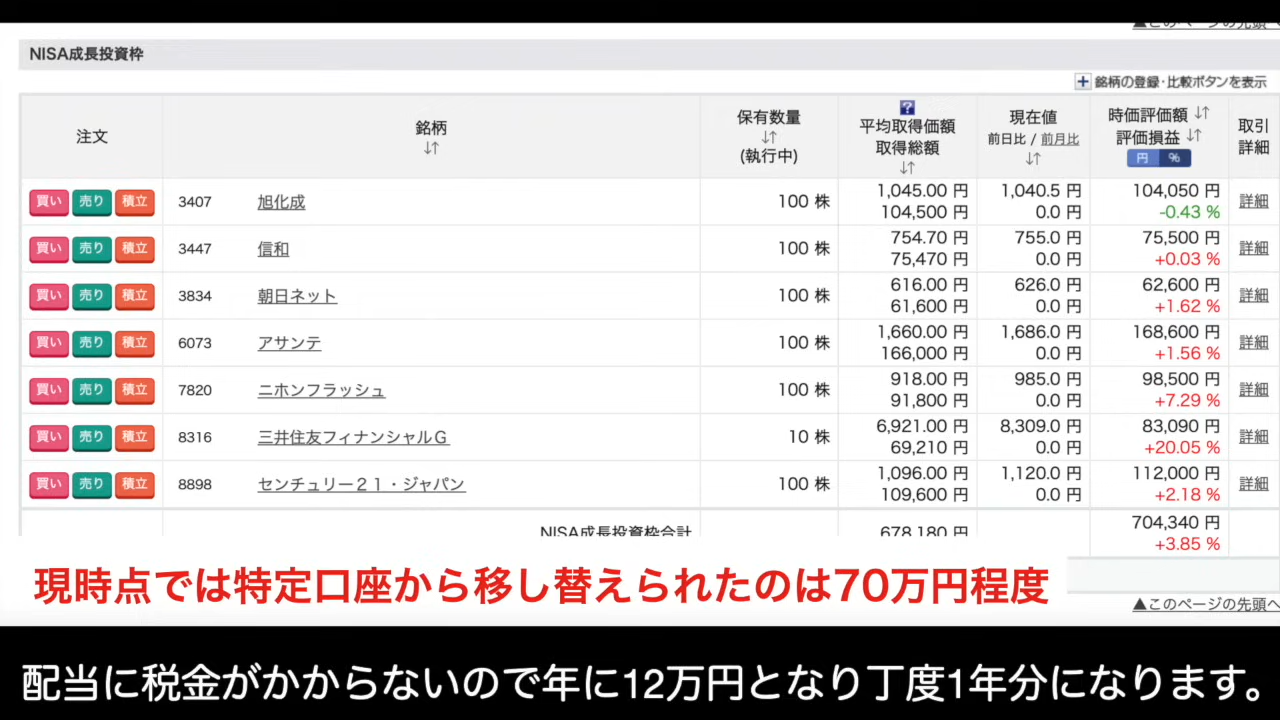 ▲このページの先頭へ
NISA成長投資枠
+ 銘柄の登録・比較ボタンを表示
注文 銘柄↓↑ 保有数量↓↑(執行中) ? 平均取得価額 取得総額↓↑ 現在値 前日比 / 前月比↓↑ 時価評価額↓↑ 評価損益↓↑ 円 % 取引詳細
買い 売り 積立 3407 旭化成 100 株 1,045.00 円 1,040.5 円 104,050 円 詳細
104,500 円 0.0 円 -0.43 %
買い 売り 積立 3447 信和 100 株 754.70 円 755.0 円 75,500 円 詳細
75,470 円 0.0 円 +0.03 %
買い 売り 積立 3834 朝日ネット 100 株 616.00 円 626.0 円 62,600 円 詳細
61,600 円 0.0 円 +1.62 %
買い 売り 積立 6073 アサンテ 100 株 1,660.00 円 1,686.0 円 168,600 円 詳細
166,000 円 0.0 円 +1.56 %
買い 売り 積立 7820 ニホンフラッシュ 100 株 918.00 円 985.0 円 98,500 円 詳細
91,800 円 0.0 円 +7.29 %
買い 売り 積立 8316 三井住友フィナンシャルＧ 10 株 6,921.00 円 8,309.0 円 83,090 円 詳細
69,210 円 0.0 円 +20.05 %
買い 売り 積立 8898 センチュリー２１・ジャパン 100 株 1,096.00 円 1,120.0 円 112,000 円 詳細
109,600 円 0.0 円 +2.18 %
NISA成長投資枠合計 678,180 円 704,340 円
+3.85 %
現時点では特定口座から移し替えられたのは70万円程度
▲このページの先頭へ
配当に税金がかからないので年に12万円となり丁度1年分になります。